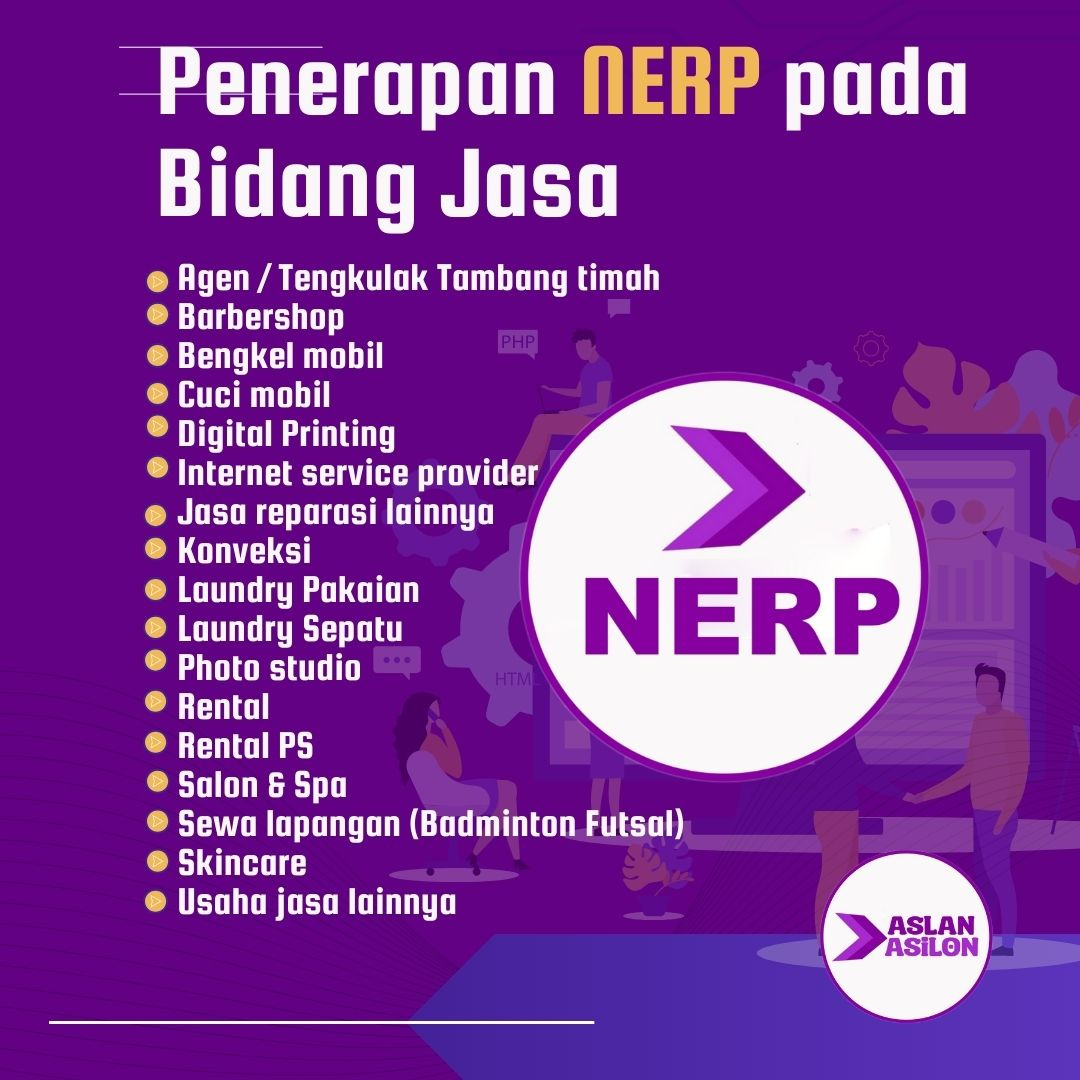 Penerapan NERP pada
Bidang Jasa
Agen / Tengkulak Tambang timah
Barbershop
Bengkel mobil
Cuci mobil
Digital Printing
Internet service provider
Jasa reparasi lainnya
Konveksi
Laundry Pakaian
Laundry Sepatu
Photo studio
Rental
Rental PS
Salon & Spa
Sewa lapangan (Badminton Futsal)
Skincare
Usaha jasa lainnya
PHP
HTML
NERP
ASLAN
ASILON